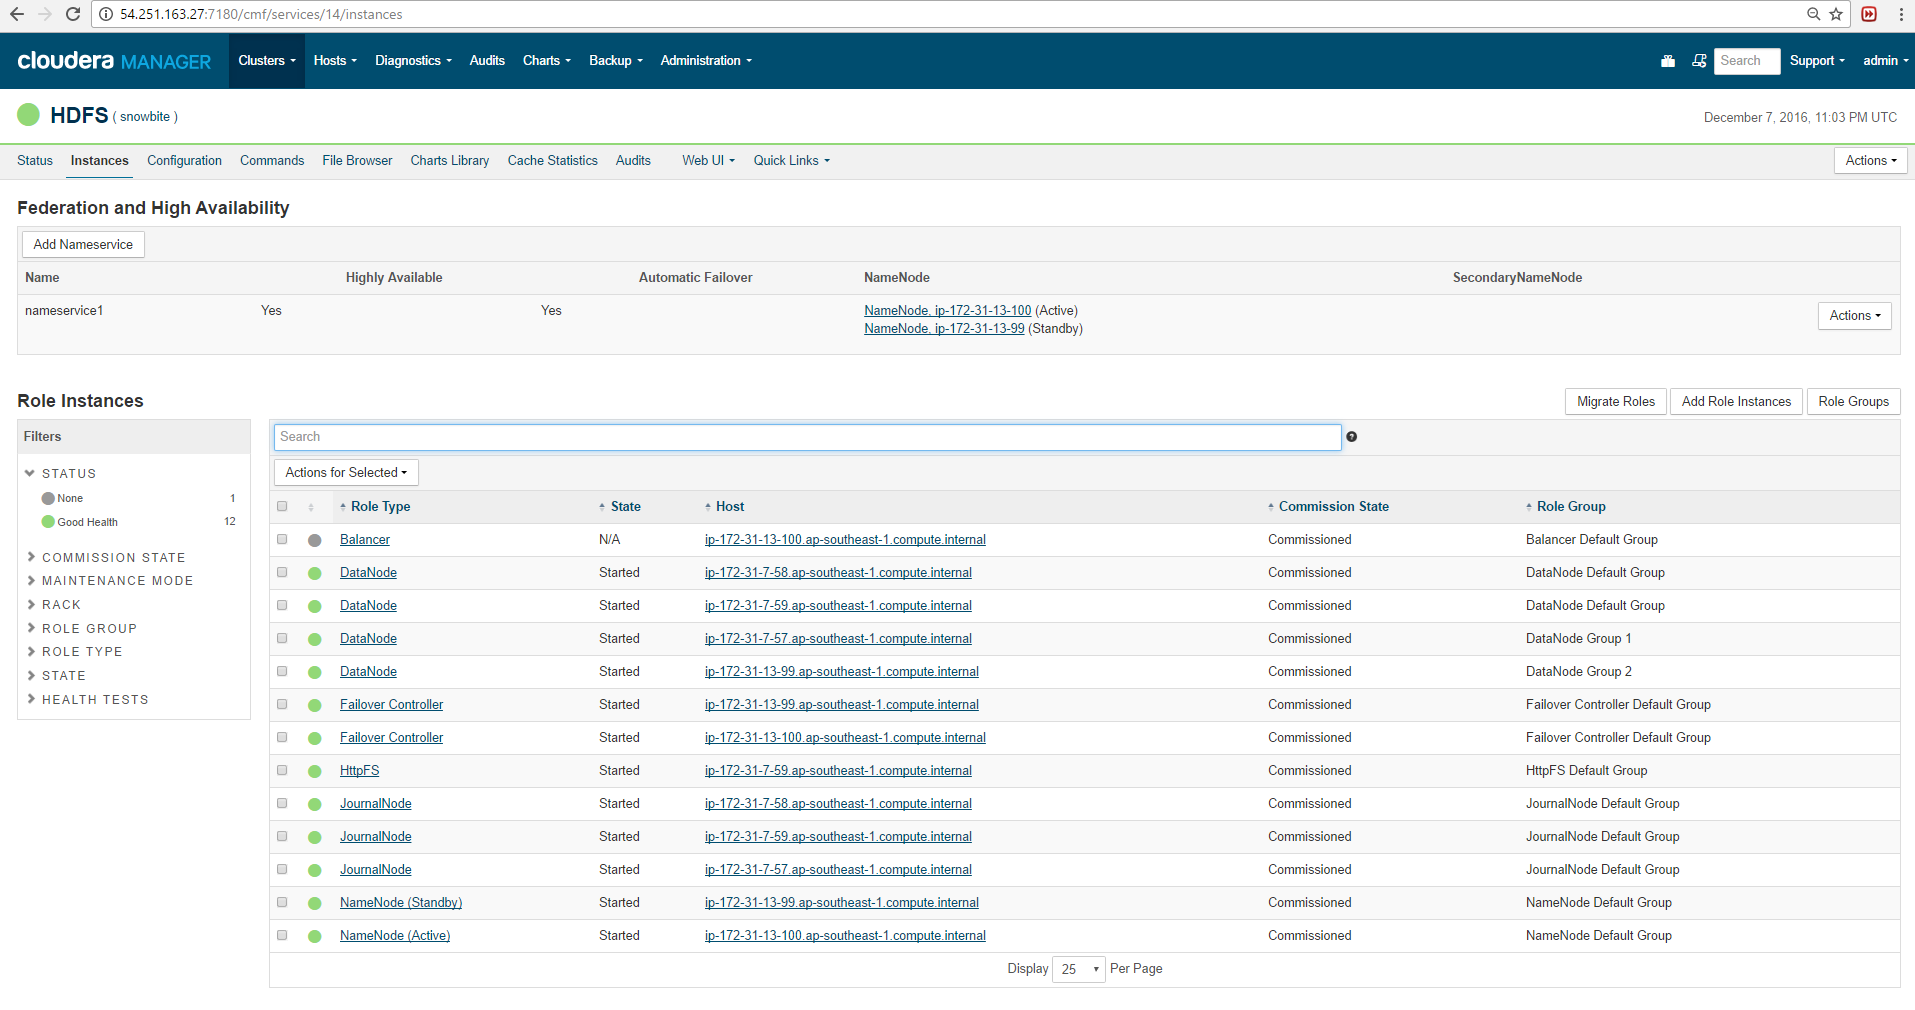 54.251.163.27:7180/cmf/services/14/instances
cloudera MANAGER Clusters Hosts Diagnostics Audits Charts Backup Administration Search Support admin
HDFS ( snowbite ) December 7, 2016, 11:03 PM UTC
Status Instances Configuration Commands File Browser Charts Library Cache Statistics Audits Web UI Quick Links Actions
Federation and High Availability
Add Nameservice
Name Highly Available Automatic Failover NameNode SecondaryNameNode
nameservice1 Yes Yes NameNode, ip-172-31-13-100 (Active) Actions
NameNode, ip-172-31-13-99 (Standby)
Role Instances Migrate Roles Add Role Instances Role Groups
Filters
STATUS
None 1
Good Health 12
COMMISSION STATE
MAINTENANCE MODE
RACK
ROLE GROUP
ROLE TYPE
STATE
HEALTH TESTS
Search ?
Actions for Selected
Role Type State Host Commission State Role Group
Balancer N/A ip-172-31-13-100.ap-southeast-1.compute.internal Commissioned Balancer Default Group
DataNode Started ip-172-31-7-58.ap-southeast-1.compute.internal Commissioned DataNode Default Group
DataNode Started ip-172-31-7-59.ap-southeast-1.compute.internal Commissioned DataNode Default Group
DataNode Started ip-172-31-7-57.ap-southeast-1.compute.internal Commissioned DataNode Group 1
DataNode Started ip-172-31-13-99.ap-southeast-1.compute.internal Commissioned DataNode Group 2
Failover Controller Started ip-172-31-13-99.ap-southeast-1.compute.internal Commissioned Failover Controller Default Group
Failover Controller Started ip-172-31-13-100.ap-southeast-1.compute.internal Commissioned Failover Controller Default Group
HttpFS Started ip-172-31-7-59.ap-southeast-1.compute.internal Commissioned HttpFS Default Group
JournalNode Started ip-172-31-7-58.ap-southeast-1.compute.internal Commissioned JournalNode Default Group
JournalNode Started ip-172-31-7-59.ap-southeast-1.compute.internal Commissioned JournalNode Default Group
JournalNode Started ip-172-31-7-57.ap-southeast-1.compute.internal Commissioned JournalNode Default Group
NameNode (Standby) Started ip-172-31-13-99.ap-southeast-1.compute.internal Commissioned NameNode Default Group
NameNode (Active) Started ip-172-31-13-100.ap-southeast-1.compute.internal Commissioned NameNode Default Group
Display 25 Per Page